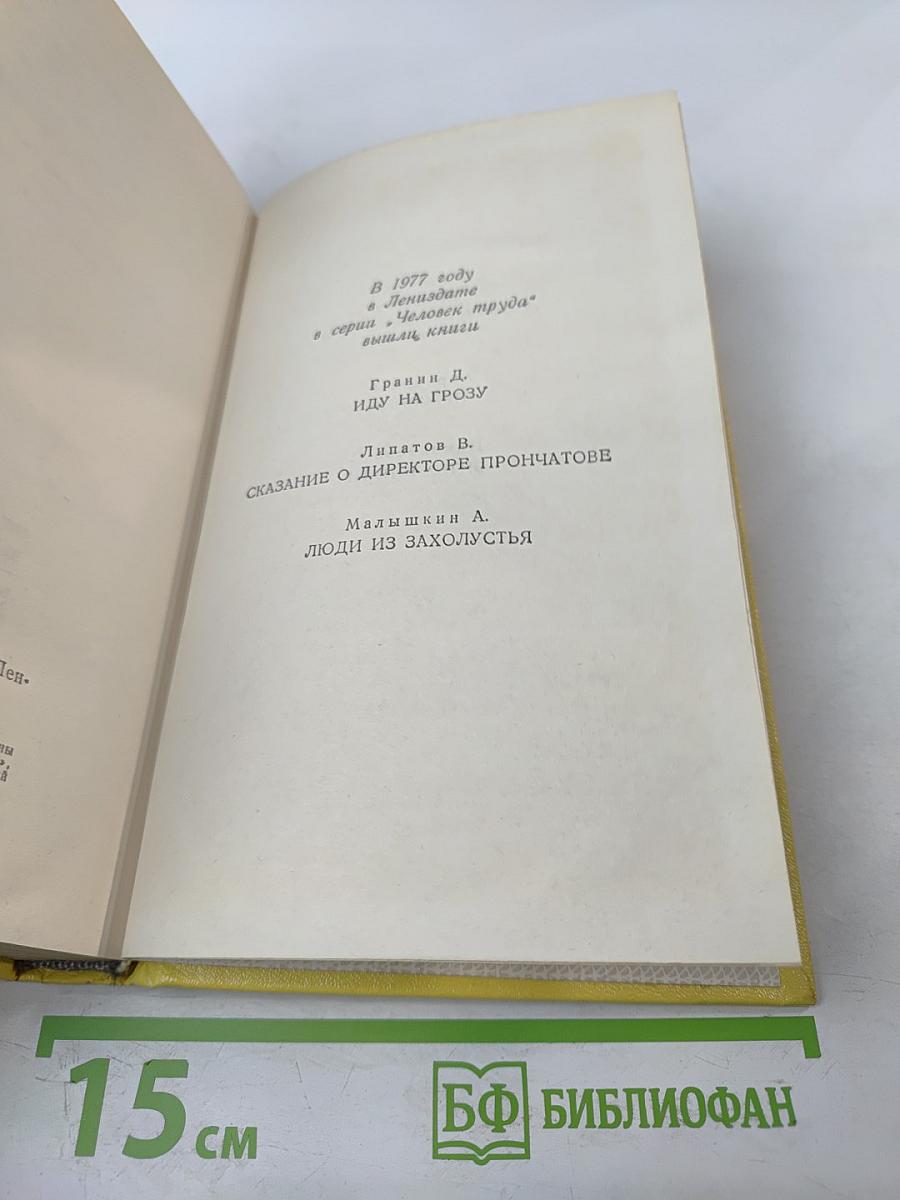 В 1977 году
в Лениздате
в серии „Человек труда“
вышли книги
Гранин Д.
ИДУ НА ГРОЗУ
Липатов В.
СКАЗАНИЕ О ДИРЕКТОРЕ ПРОНЧАТОВЕ
Малышкин А.
ЛЮДИ ИЗ ЗАХОЛУСТЬЯ
15 см
БФ БИБЛИОФАН